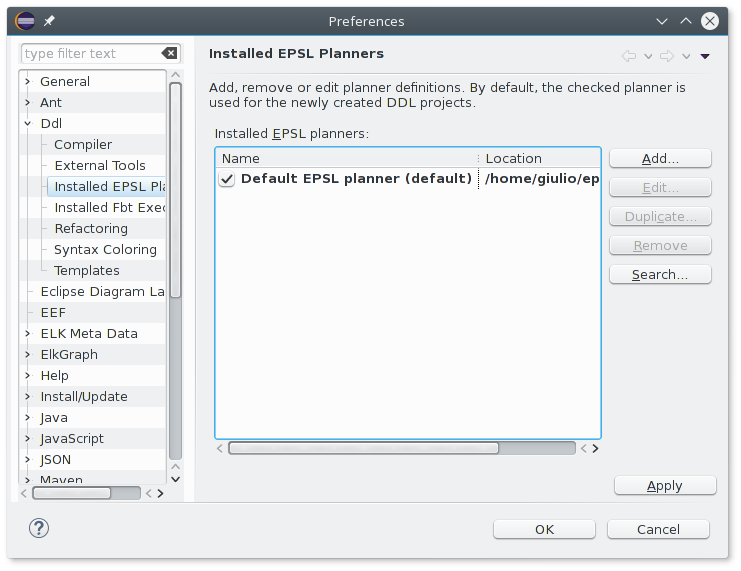 Preferences
type filter text
General
Ant
Ddl
Compiler
External Tools
Installed EPSL Pla
Installed Fbt Exec
Refactoring
Syntax Coloring
Templates
Eclipse Diagram La
EEF
ELK Meta Data
ElkGraph
Help
Install/Update
Java
JavaScript
JSON
Maven
Installed EPSL Planners
Add, remove or edit planner definitions. By default, the checked planner is
used for the newly created DDL projects.
Installed EPSL planners:
Name Location
Default EPSL planner (default) /home/giulio/ep
Add...
Edit...
Duplicate...
Remove
Search...
Apply
OK
Cancel